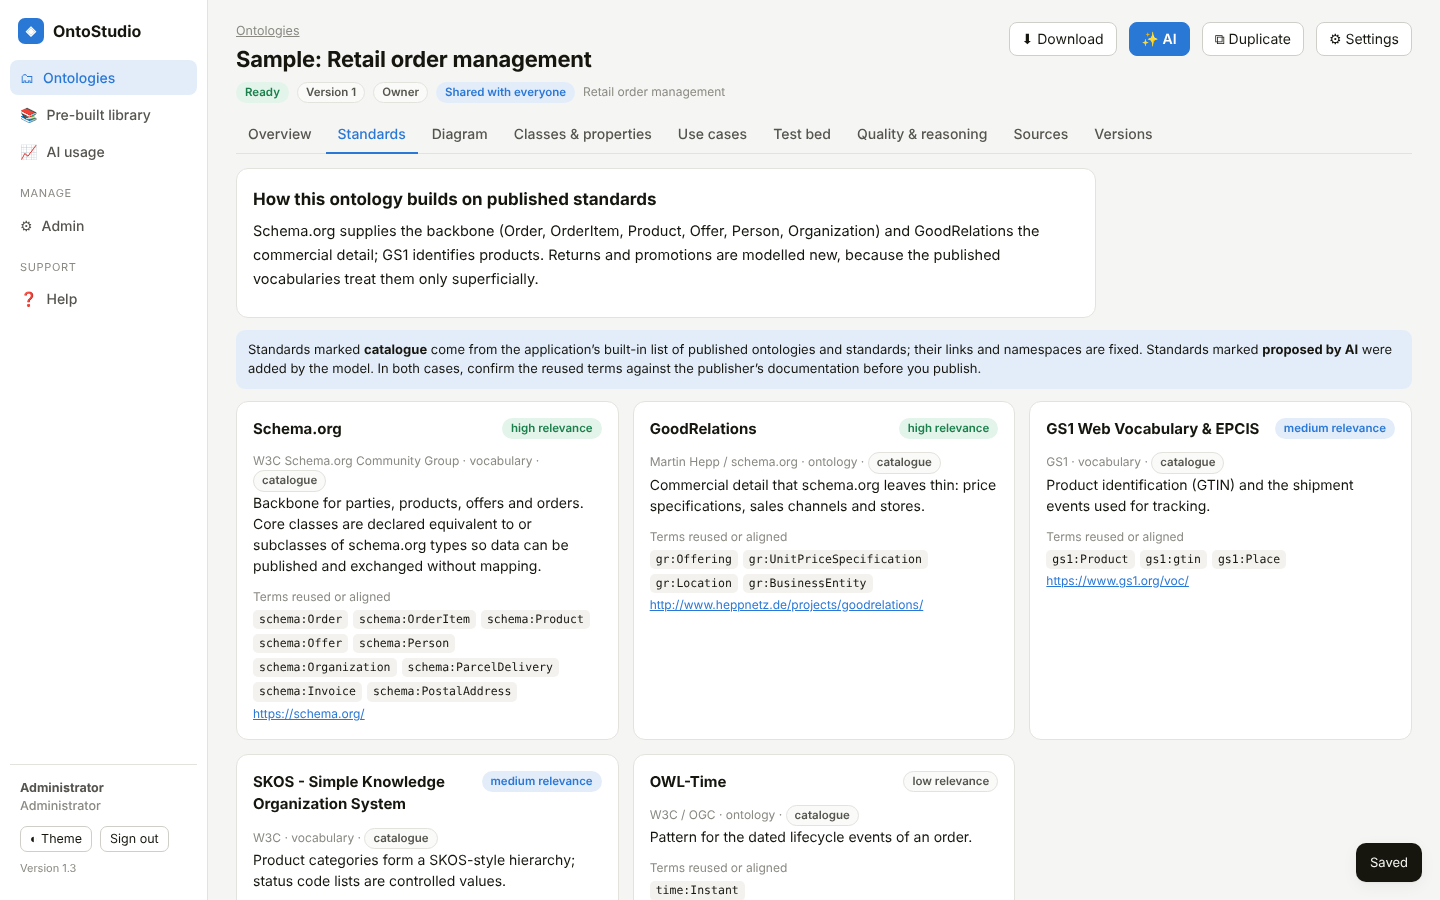 OntoStudio
Ontologies
Pre-built library
AI usage
MANAGE
Admin
SUPPORT
Help
Administrator
Administrator
Theme
Sign out
Version 1.3
Ontologies
Sample: Retail order management
Ready
Version 1
Owner
Shared with everyone
Retail order management
Download
AI
Duplicate
Settings
Overview
Standards
Diagram
Classes & properties
Use cases
Test bed
Quality & reasoning
Sources
Versions
How this ontology builds on published standards
Schema.org supplies the backbone (Order, OrderItem, Product, Offer, Person, Organization) and GoodRelations the
commercial detail; GS1 identifies products. Returns and promotions are modelled new, because the published
vocabularies treat them only superficially.
Standards marked catalogue come from the application's built-in list of published ontologies and standards; their links and namespaces are fixed. Standards marked proposed by AI were
added by the model. In both cases, confirm the reused terms against the publisher's documentation before you publish.
Schema.org
high relevance
W3C Schema.org Community Group · vocabulary ·
catalogue
Backbone for parties, products, offers and orders.
Core classes are declared equivalent to or
subclasses of schema.org types so data can be
published and exchanged without mapping.
Terms reused or aligned
schema:Order schema:OrderItem schema:Product
schema:Offer schema:Person
schema:Organization schema:ParcelDelivery
schema:Invoice schema:PostalAddress
https://schema.org/
GoodRelations
high relevance
Martin Hepp / schema.org · ontology · catalogue
Commercial detail that schema.org leaves thin: price
specifications, sales channels and stores.
Terms reused or aligned
gr:Offering gr:UnitPriceSpecification
gr:Location gr:BusinessEntity
http://www.heppnetz.de/projects/goodrelations/
GS1 Web Vocabulary & EPCIS
medium relevance
GS1 · vocabulary · catalogue
Product identification (GTIN) and the shipment
events used for tracking.
Terms reused or aligned
gs1:Product gs1:gtin gs1:Place
https://www.gs1.org/voc/
SKOS - Simple Knowledge
Organization System
medium relevance
W3C · vocabulary · catalogue
Product categories form a SKOS-style hierarchy;
status code lists are controlled values.
OWL-Time
low relevance
W3C / OGC · ontology · catalogue
Pattern for the dated lifecycle events of an order.
Terms reused or aligned
time:Instant
Saved